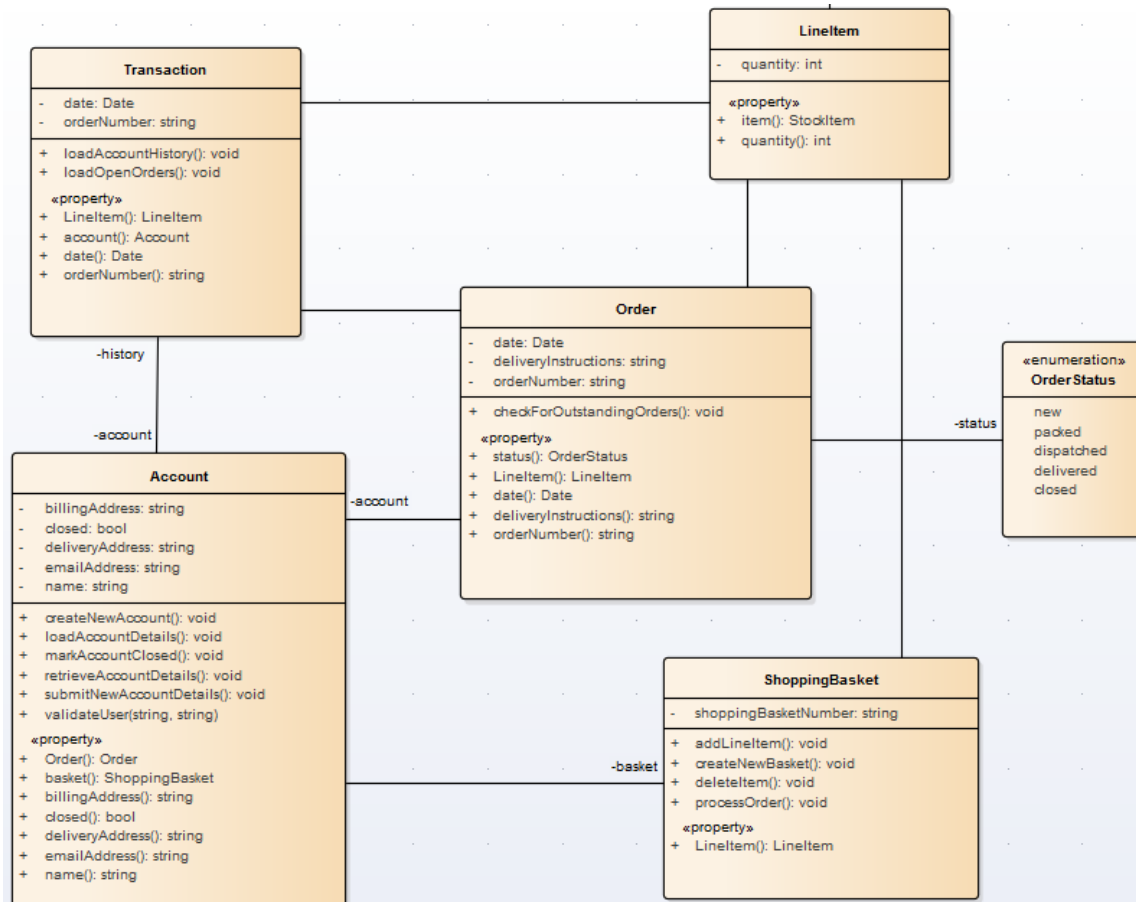 Transaction
- date: Date
- orderNumber: string
+ loadAccountHistory(): void
+ loadOpenOrders(): void
«property»
+ LineItem(): LineItem
+ account(): Account
+ date(): Date
+ orderNumber(): string
LineItem
- quantity: int
«property»
+ item(): StockItem
+ quantity(): int
-history
-account
Order
- date: Date
- deliveryInstructions: string
- orderNumber: string
+ checkForOutstandingOrders(): void
«property»
+ status(): OrderStatus
+ LineItem(): LineItem
+ date(): Date
+ deliveryInstructions(): string
+ orderNumber(): string
-status
«enumeration»
OrderStatus
new
packed
dispatched
delivered
closed
-account
Account
- billingAddress: string
- closed: bool
- deliveryAddress: string
- emailAddress: string
- name: string
+ createNewAccount(): void
+ loadAccountDetails(): void
+ markAccountClosed(): void
+ retrieveAccountDetails(): void
+ submitNewAccountDetails(): void
+ validateUser(string, string)
«property»
+ Order(): Order
+ basket(): ShoppingBasket
+ billingAddress(): string
+ closed(): bool
+ deliveryAddress(): string
+ emailAddress(): string
+ name(): string
-basket
ShoppingBasket
- shoppingBasketNumber: string
+ addLineItem(): void
+ createNewBasket(): void
+ deleteItem(): void
+ processOrder(): void
«property»
+ LineItem(): LineItem